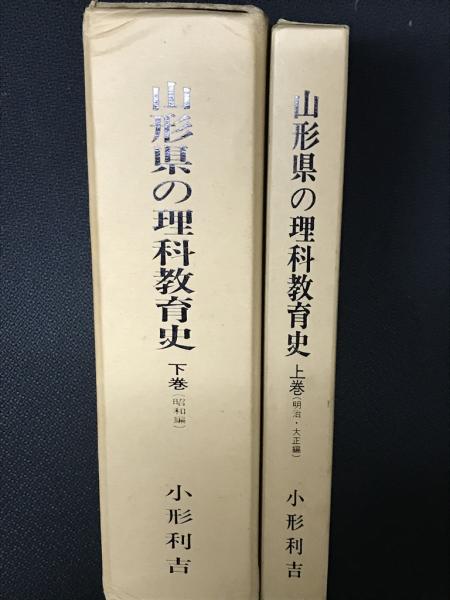 山形県の理科教育史
上巻(明治・大正編)
小形利吉
山形県の理科教育史
下巻(昭和編)
小形利吉